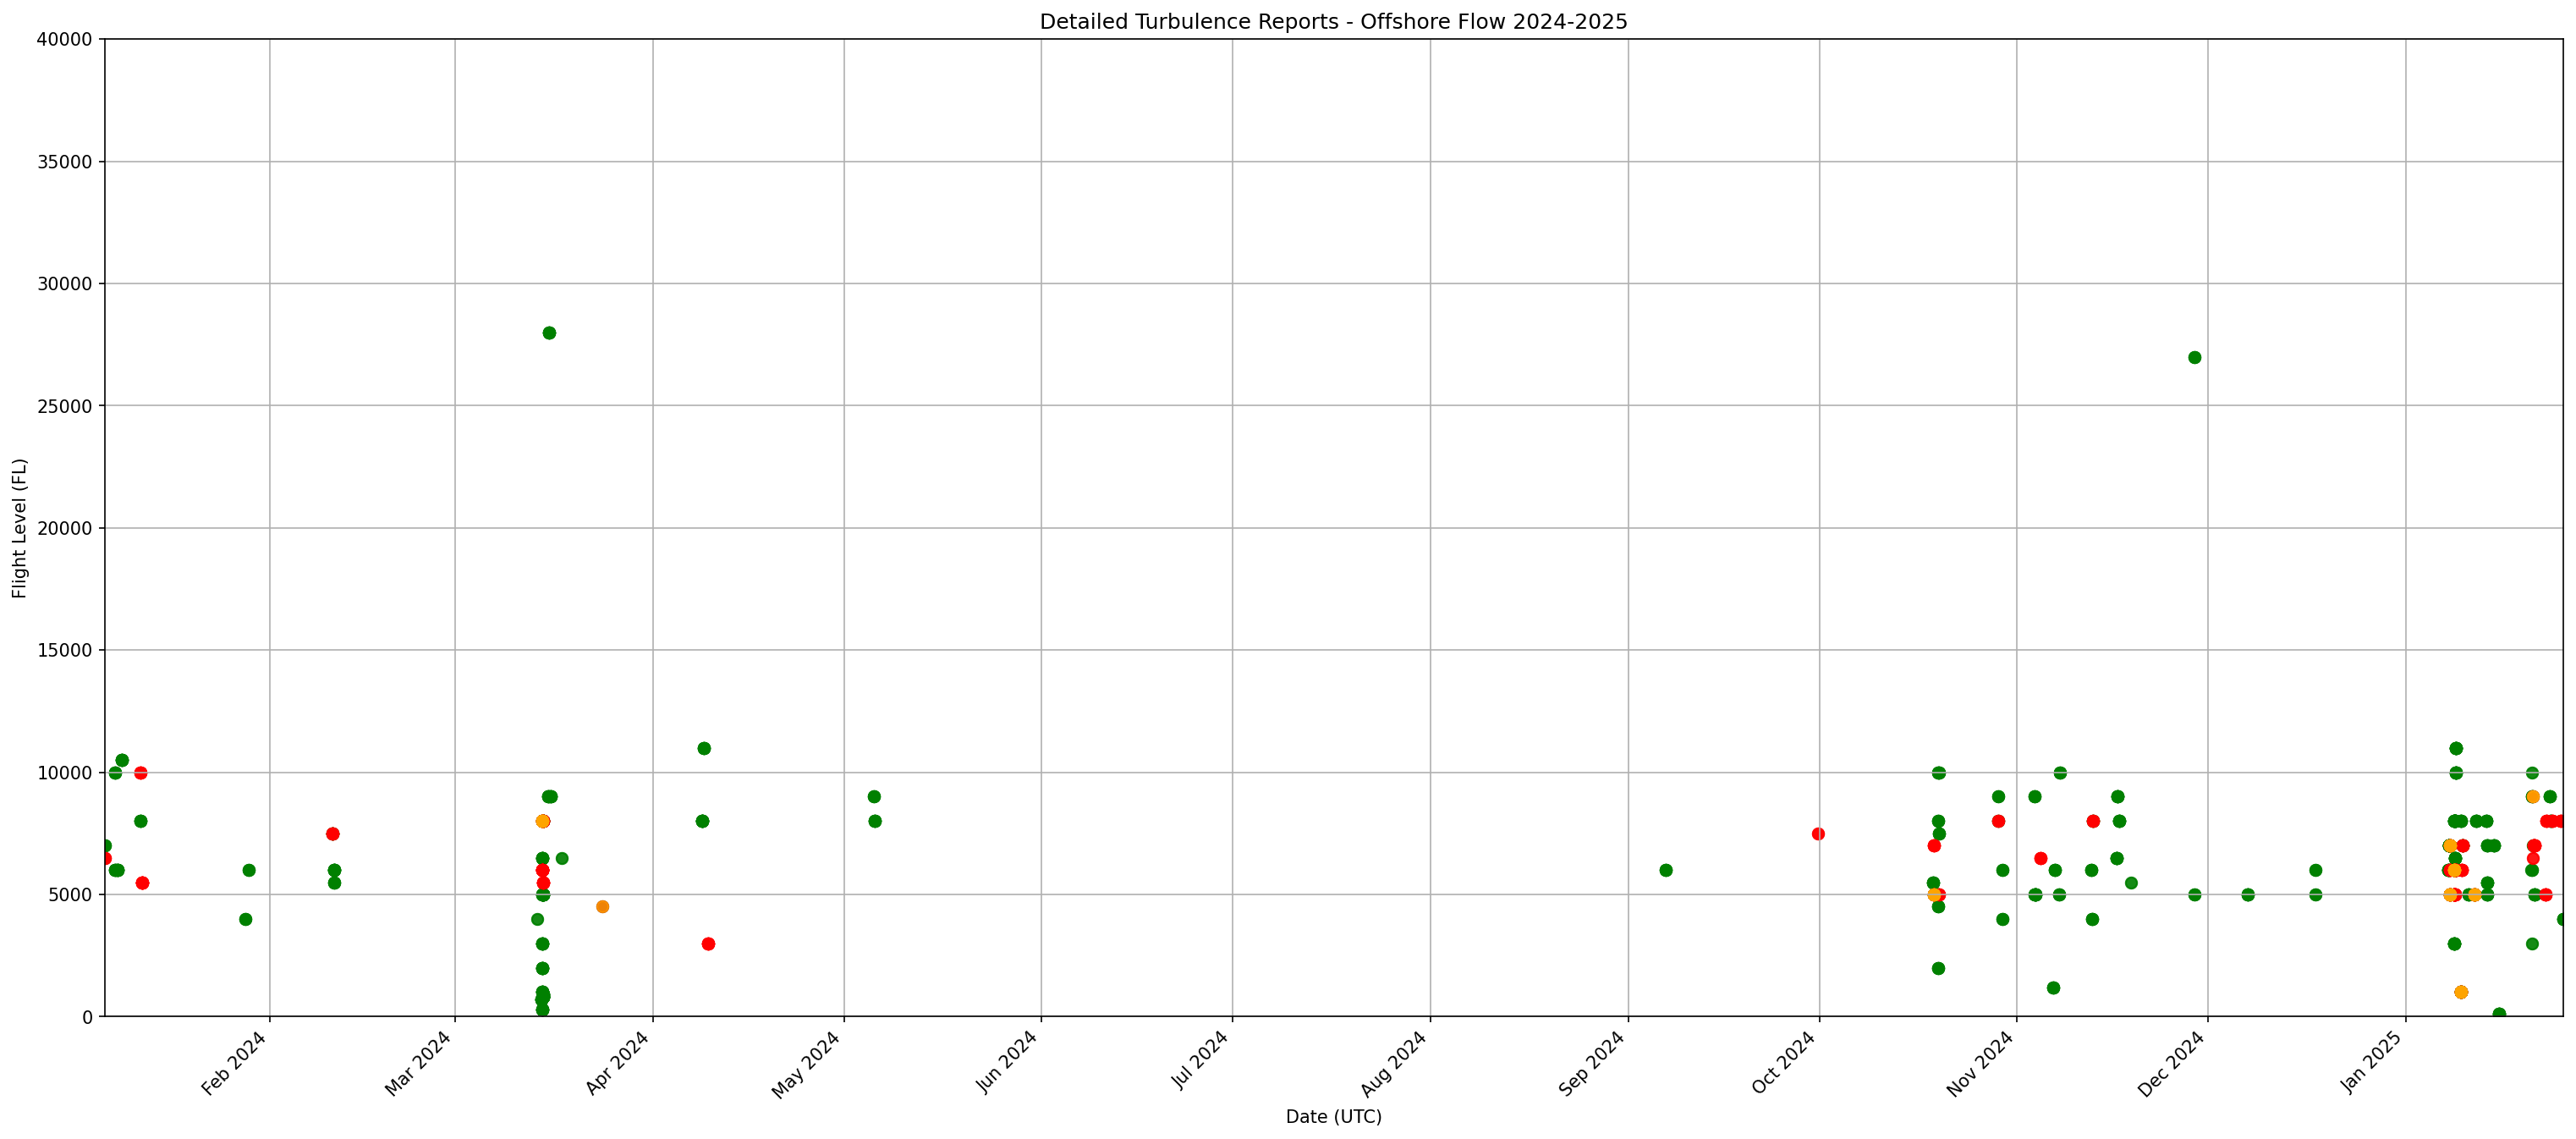 Detailed Turbulence Reports - Offshore Flow 2024-2025
40000
35000
30000
25000
20000
15000
10000
5000
0
Flight Level (FL)
Feb 2024
Mar 2024
Apr 2024
May 2024
Jun 2024
Jul 2024
Aug 2024
Sep 2024
Oct 2024
Nov 2024
Dec 2024
Jan 2025
Date (UTC)